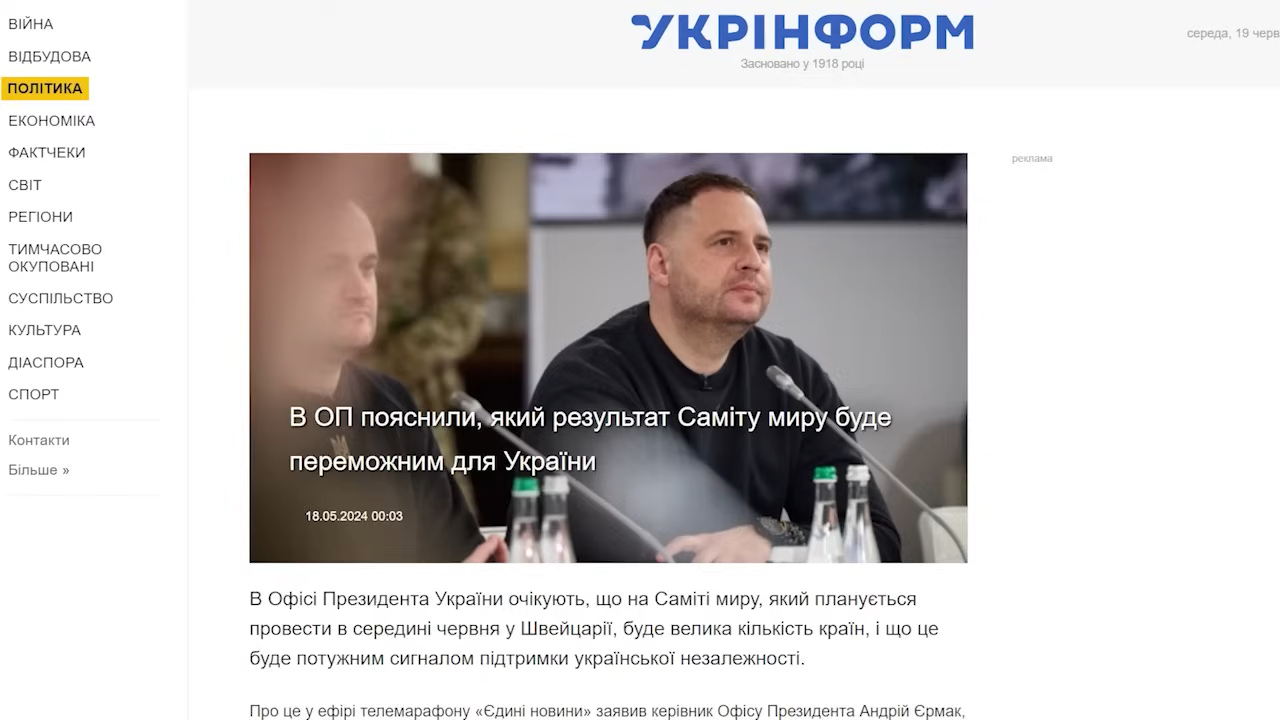 ВІЙНА
ВІДБУДОВА
ПОЛІТИКА
ЕКОНОМІКА
ФАКТЧЕКИ
СВІТ
РЕГІОНИ
ТИМЧАСОВО
ОКУПОВАНІ
СУСПІЛЬСТВО
КУЛЬТУРА
ДІАСПОРА
СПОРТ
Контакти
Більше »
УКРІНФОРМ
Засновано у 1918 році
середа, 19 черв
реклама
В ОП пояснили, який результат Саміту миру буде
переможним для України
18.05.2024 00:03
В Офісі Президента України очікують, що на Саміті миру, який планується
провести в середині червня у Швейцарії, буде велика кількість країн, і що це
буде потужним сигналом підтримки української незалежності.
Про це у ефірі телемарафону «Єдині новини» заявив керівник Офісу Президента Андрій Єрмак,